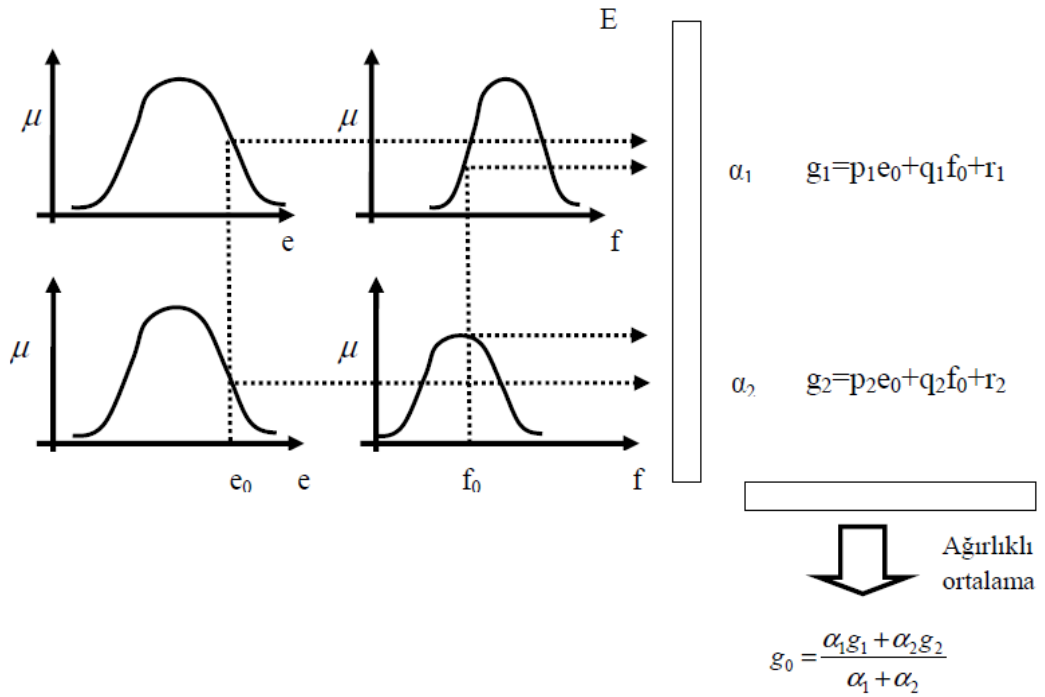 E
μ
μ
α₁ g₁=p₁e₀+q₁f₀+r₁
e
f
μ
μ
α₂ g₂=p₂e₀+q₂f₀+r₂
e₀ e f₀ f
Ağırlıklı
ortalama
g₀ = (α₁g₁+α₂g₂)/(α₁+α₂)